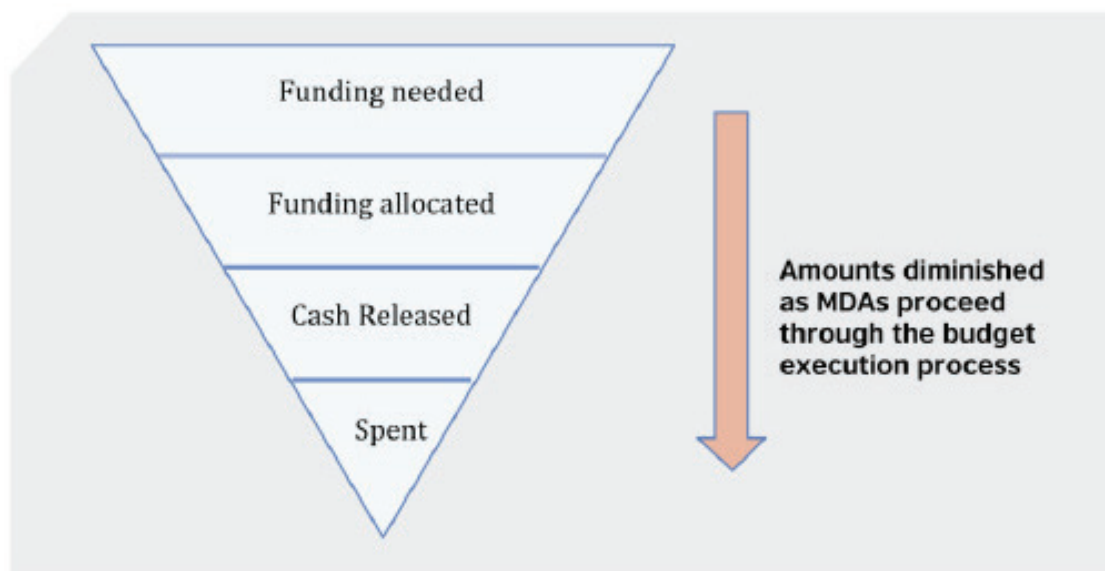 Funding needed
Funding allocated
Cash Released
Spent
Amounts diminished
as MDAs proceed
through the budget
execution process